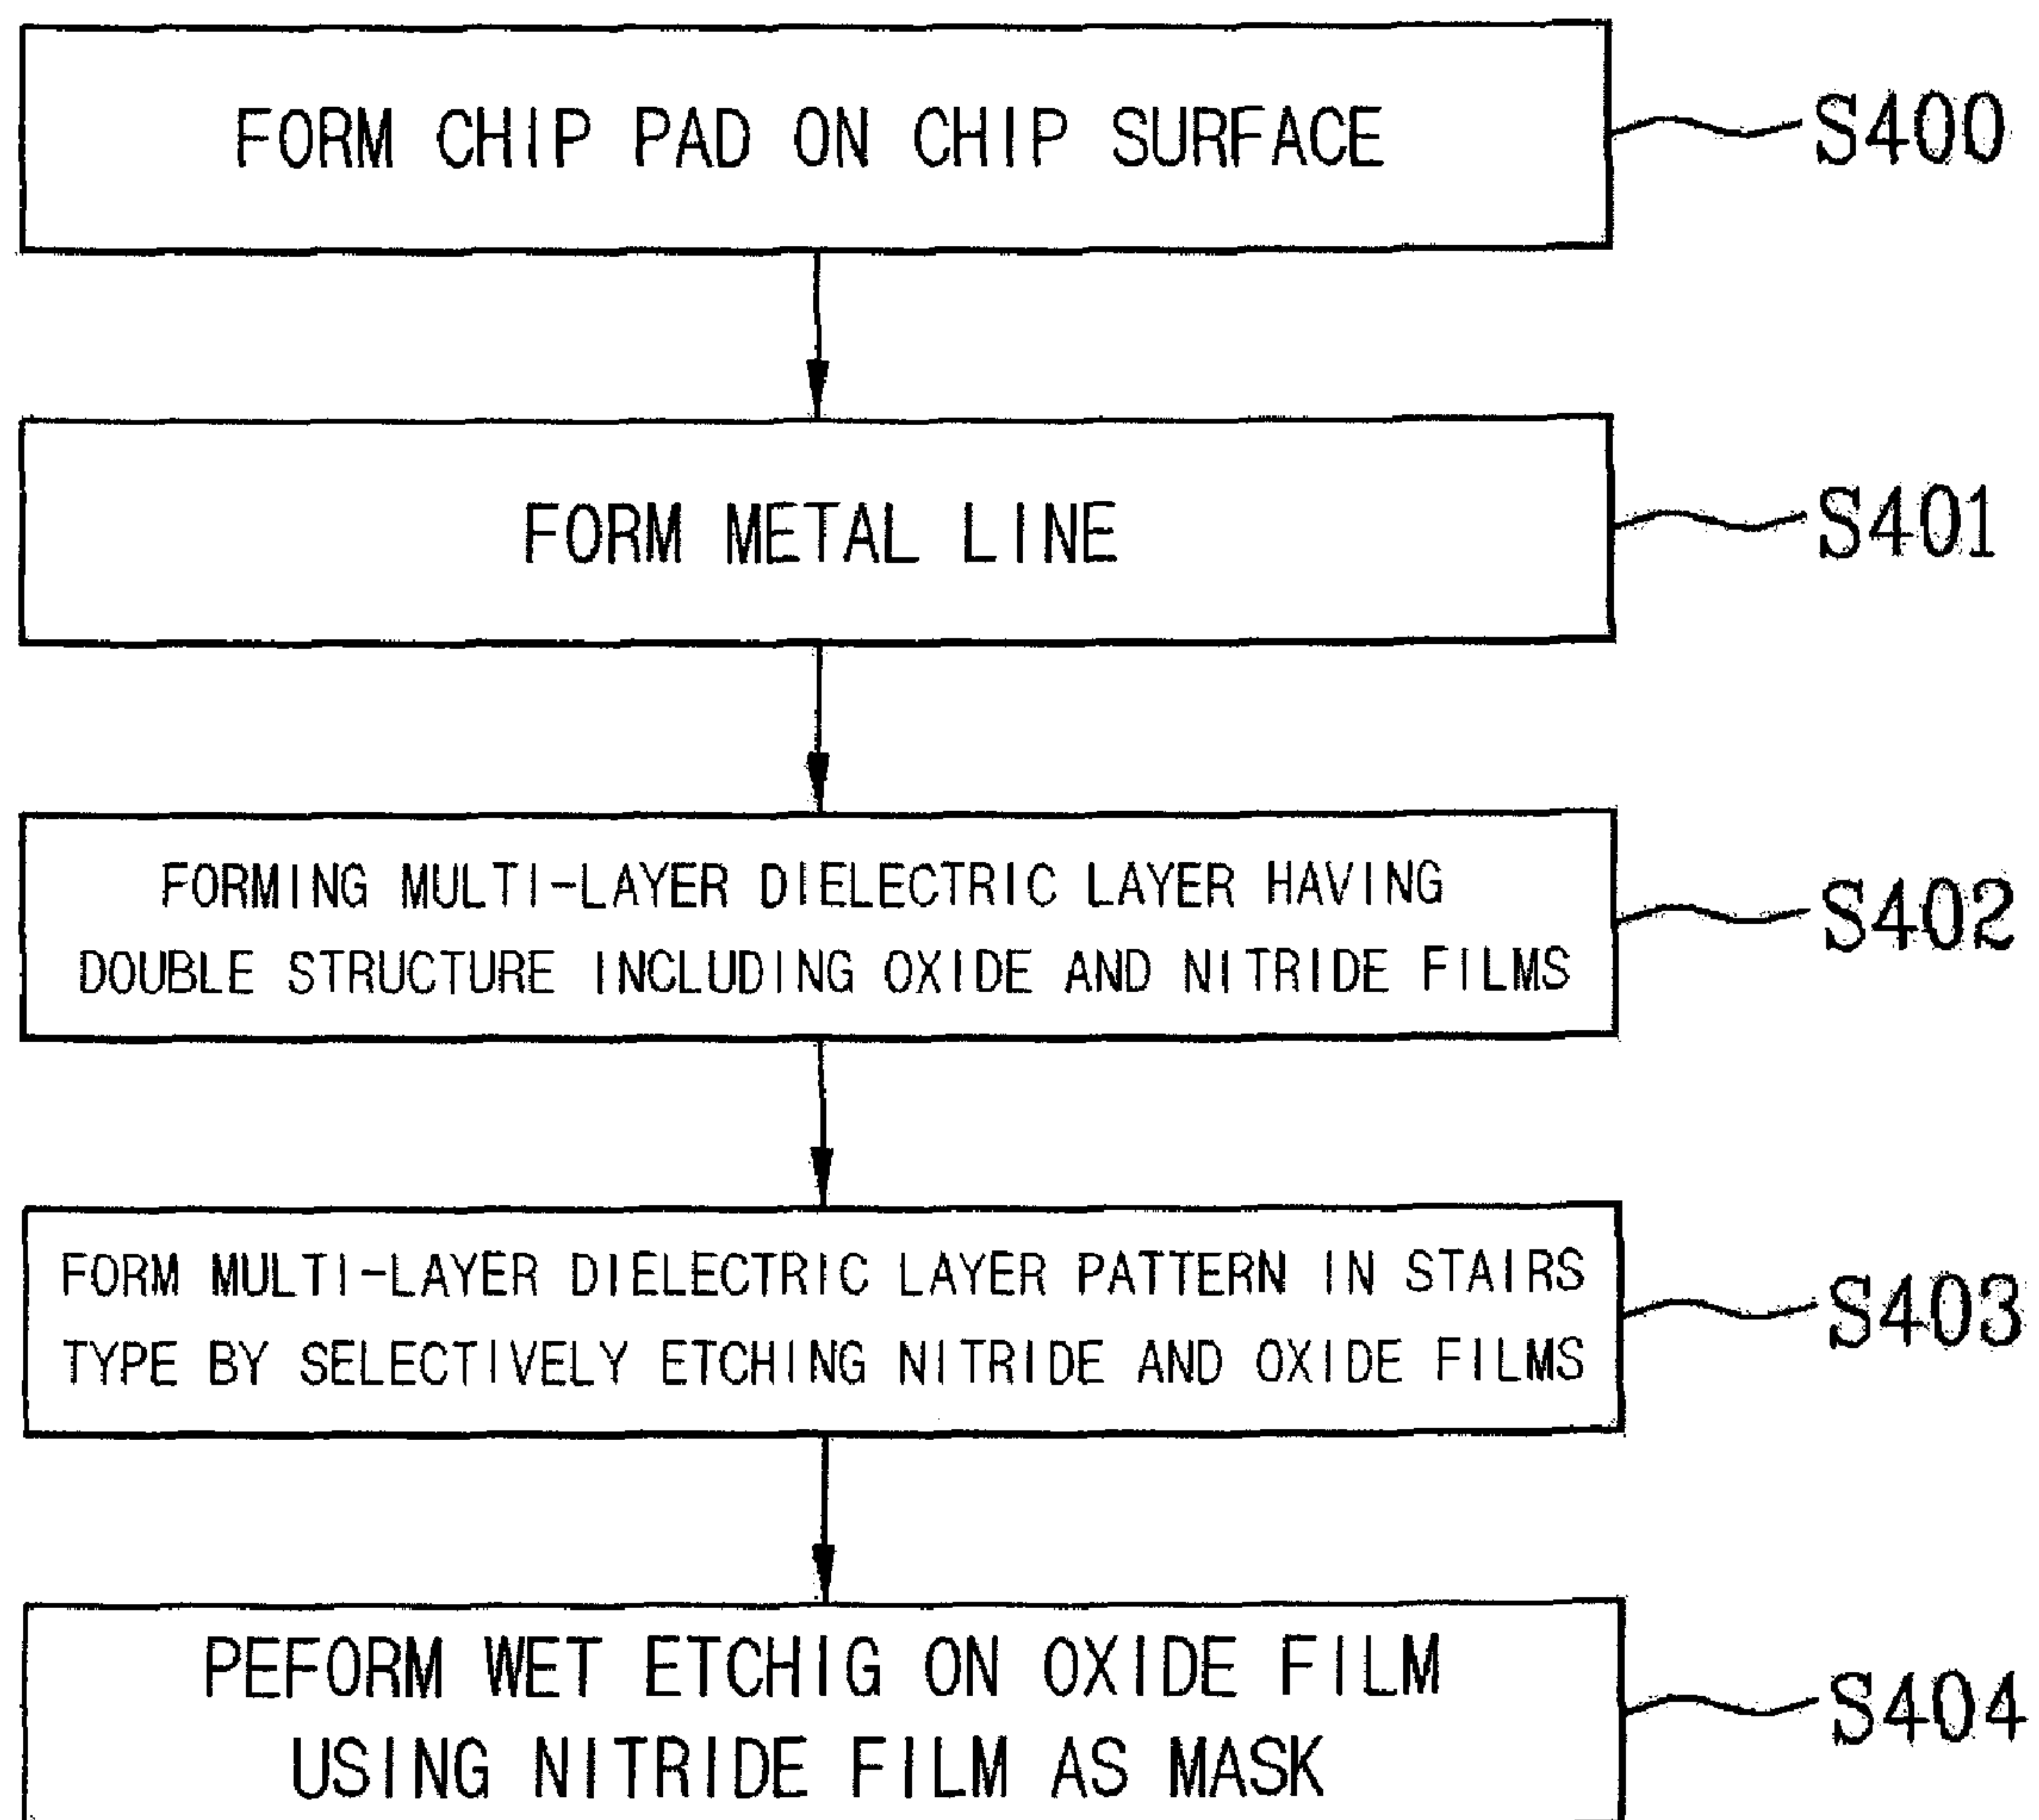 FORM CHIP PAD ON CHIP SURFACE
S400
FORM METAL LINE
S401
FORMING MULTI-LAYER DIELECTRIC LAYER HAVING
DOUBLE STRUCTURE INCLUDING OXIDE AND NITRIDE FILMS
S402
FORM MULTI-LAYER DIELECTRIC LAYER PATTERN IN STAIRS
TYPE BY SELECTIVELY ETCHING NITRIDE AND OXIDE FILMS
S403
PEFORM WET ETCHIG ON OXIDE FILM
USING NITRIDE FILM AS MASK
S404